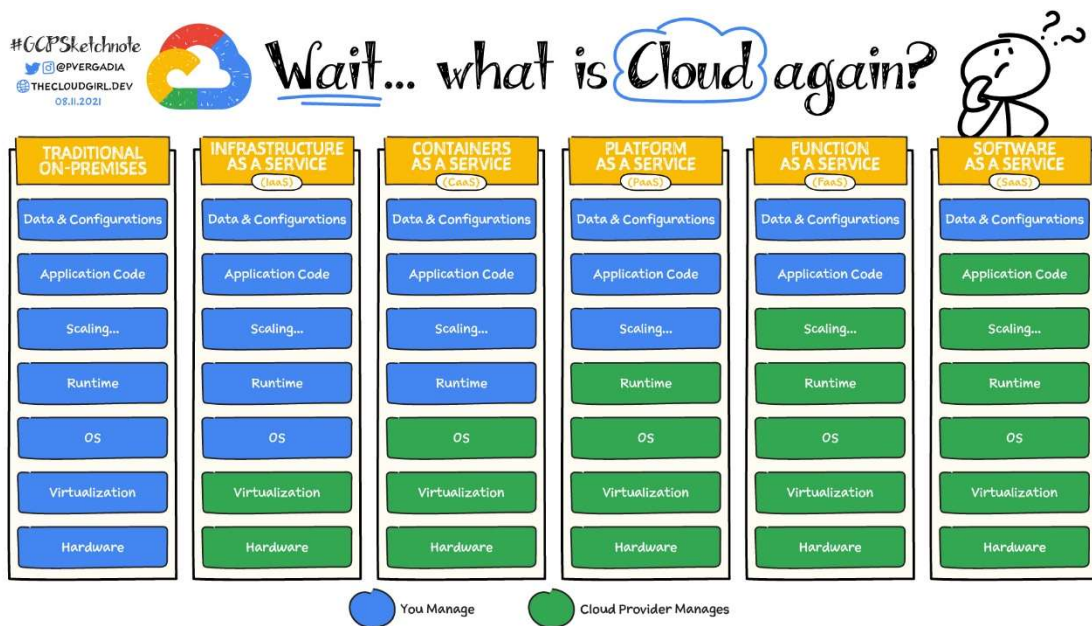 #GCPSketchnote
@PVERGADIA
THECLOUDGIRL.DEV
08.11.2021
Wait... what is Cloud again?
? ? ?
TRADITIONAL
ON-PREMISES
Data & Configurations
Application Code
Scaling...
Runtime
OS
Virtualization
Hardware
INFRASTRUCTURE
AS A SERVICE
(IaaS)
Data & Configurations
Application Code
Scaling...
Runtime
OS
Virtualization
Hardware
CONTAINERS
AS A SERVICE
(CaaS)
Data & Configurations
Application Code
Scaling...
Runtime
OS
Virtualization
Hardware
PLATFORM
AS A SERVICE
(PaaS)
Data & Configurations
Application Code
Scaling...
Runtime
OS
Virtualization
Hardware
FUNCTION
AS A SERVICE
(FaaS)
Data & Configurations
Application Code
Scaling...
Runtime
OS
Virtualization
Hardware
SOFTWARE
AS A SERVICE
(SaaS)
Data & Configurations
Application Code
Scaling...
Runtime
OS
Virtualization
Hardware
You Manage
Cloud Provider Manages